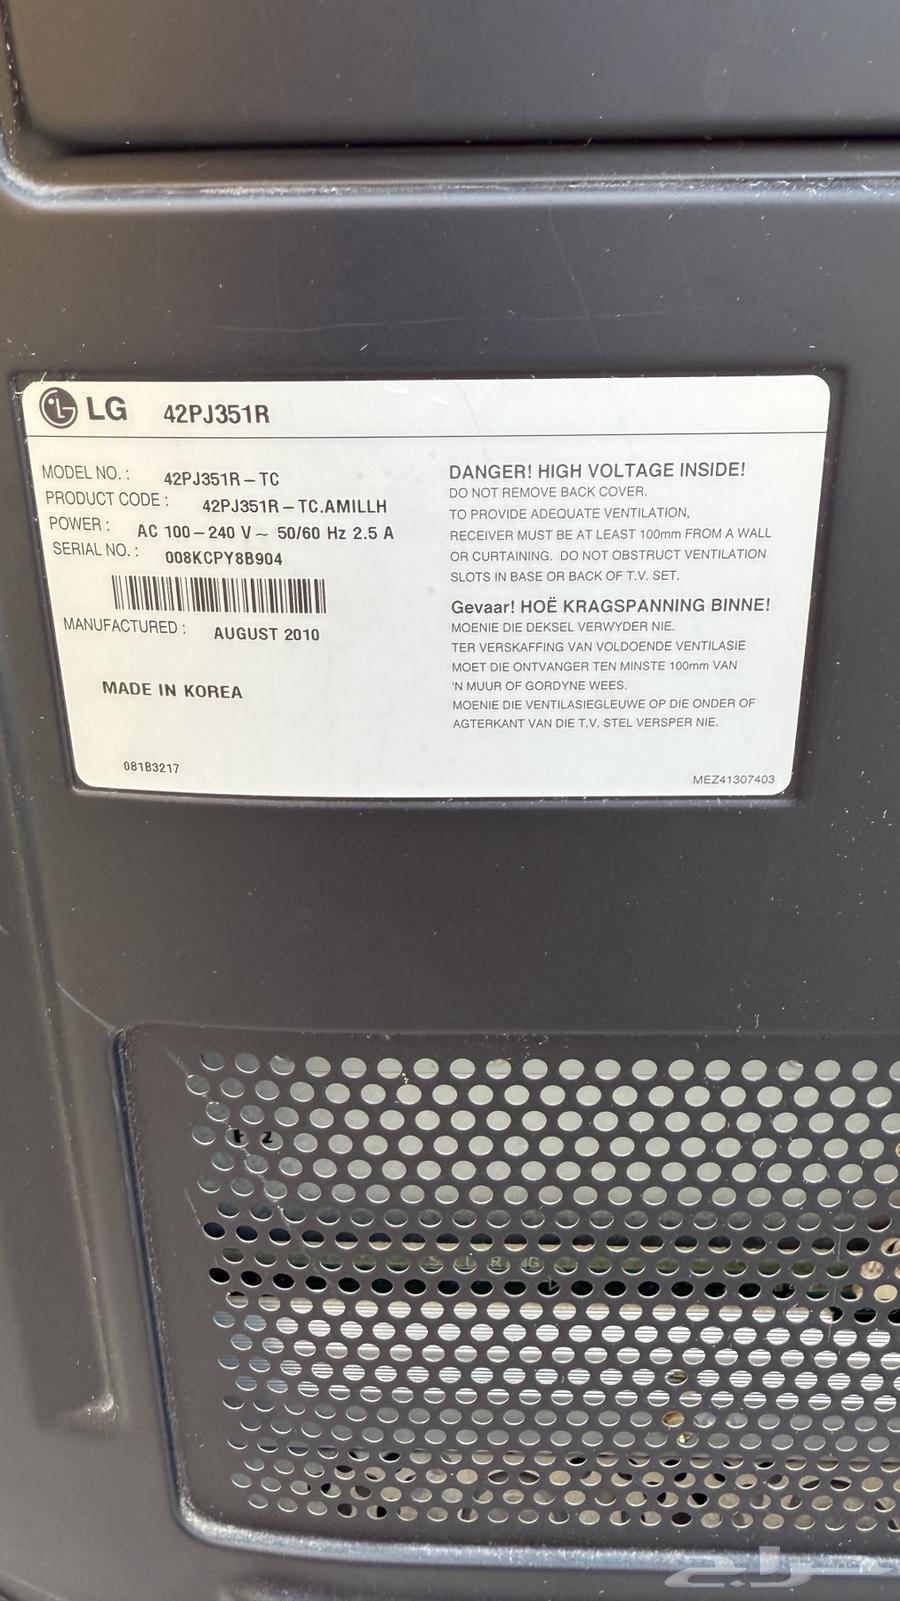 LG 42PJ351R
MODEL NO. : 42PJ351R-TC
PRODUCT CODE : 42PJ351R-TC.AMILLH
POWER : AC 100-240 V~ 50/60 Hz 2.5 A
SERIAL NO. : 008KCPY8B904
MANUFACTURED : AUGUST 2010
MADE IN KOREA
081B3217
DANGER! HIGH VOLTAGE INSIDE!
DO NOT REMOVE BACK COVER.
TO PROVIDE ADEQUATE VENTILATION,
RECEIVER MUST BE AT LEAST 100mm FROM A WALL
OR CURTAINING. DO NOT OBSTRUCT VENTILATION
SLOTS IN BASE OR BACK OF T.V. SET.
Gevaar! HOË KRAGSPANNING BINNE!
MOENIE DIE DEKSEL VERWYDER NIE.
TER VERSKAFFING VAN VOLDOENDE VENTILASIE
MOET DIE ONTVANGER TEN MINSTE 100mm VAN
'N MUUR OF GORDYNE WEES.
MOENIE DIE VENTILASIEGLEUWE OP DIE ONDER OF
AGTERKANT VAN DIE T.V. STEL VERSPER NIE.
MEZ41307403
حراج